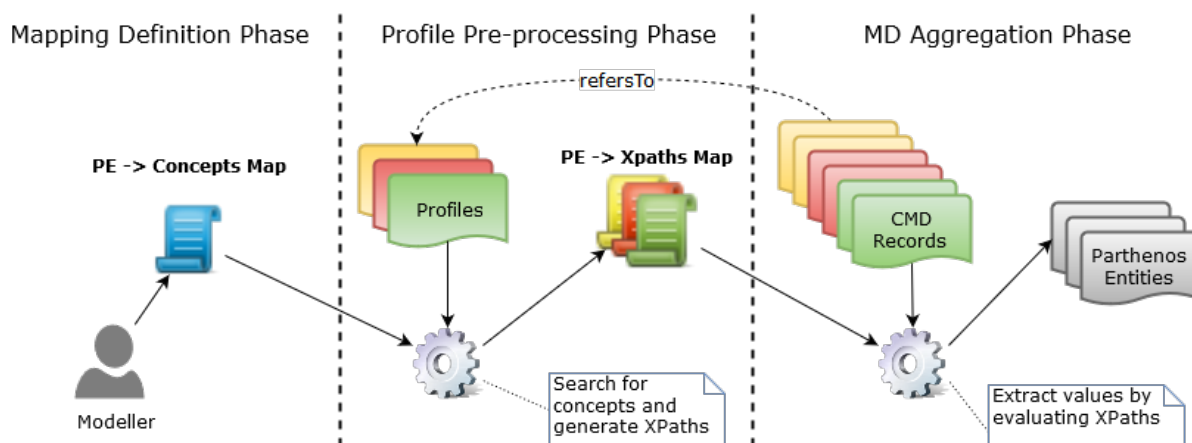 Mapping Definition Phase
Profile Pre-processing Phase
MD Aggregation Phase
refersTo
PE -> Concepts Map
PE -> Xpaths Map
Profiles
CMD
Records
Parthenos
Entities
Modeller
Search for
concepts and
generate XPaths
Extract values by
evaluating XPaths